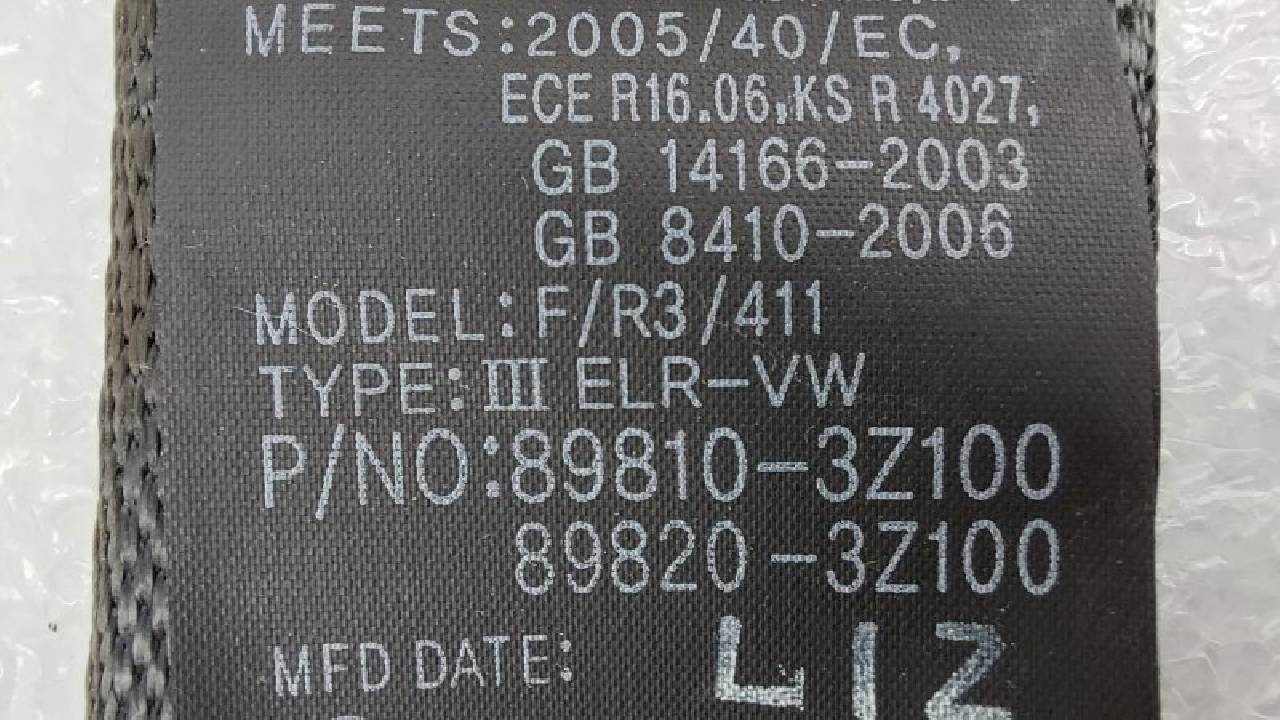 MEETS:2005/40/EC,
ECE R16.06,KS R 4027,
GB 14166-2003
GB 8410-2006
MODEL: F/R3/411
TYPE: III ELR-VW
P/NO:89810-3Z100
89820-3Z100
MFD DATE: L12